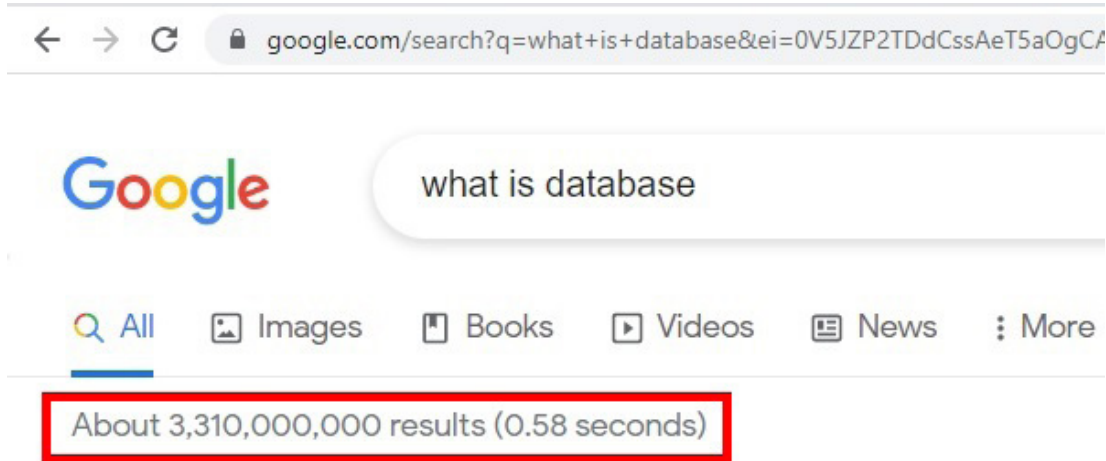 google.com/search?q=what+is+database&ei=0V5JZP2TDdCssAeT5aOgCA
Google
what is database
All Images Books Videos News More
About 3,310,000,000 results (0.58 seconds)